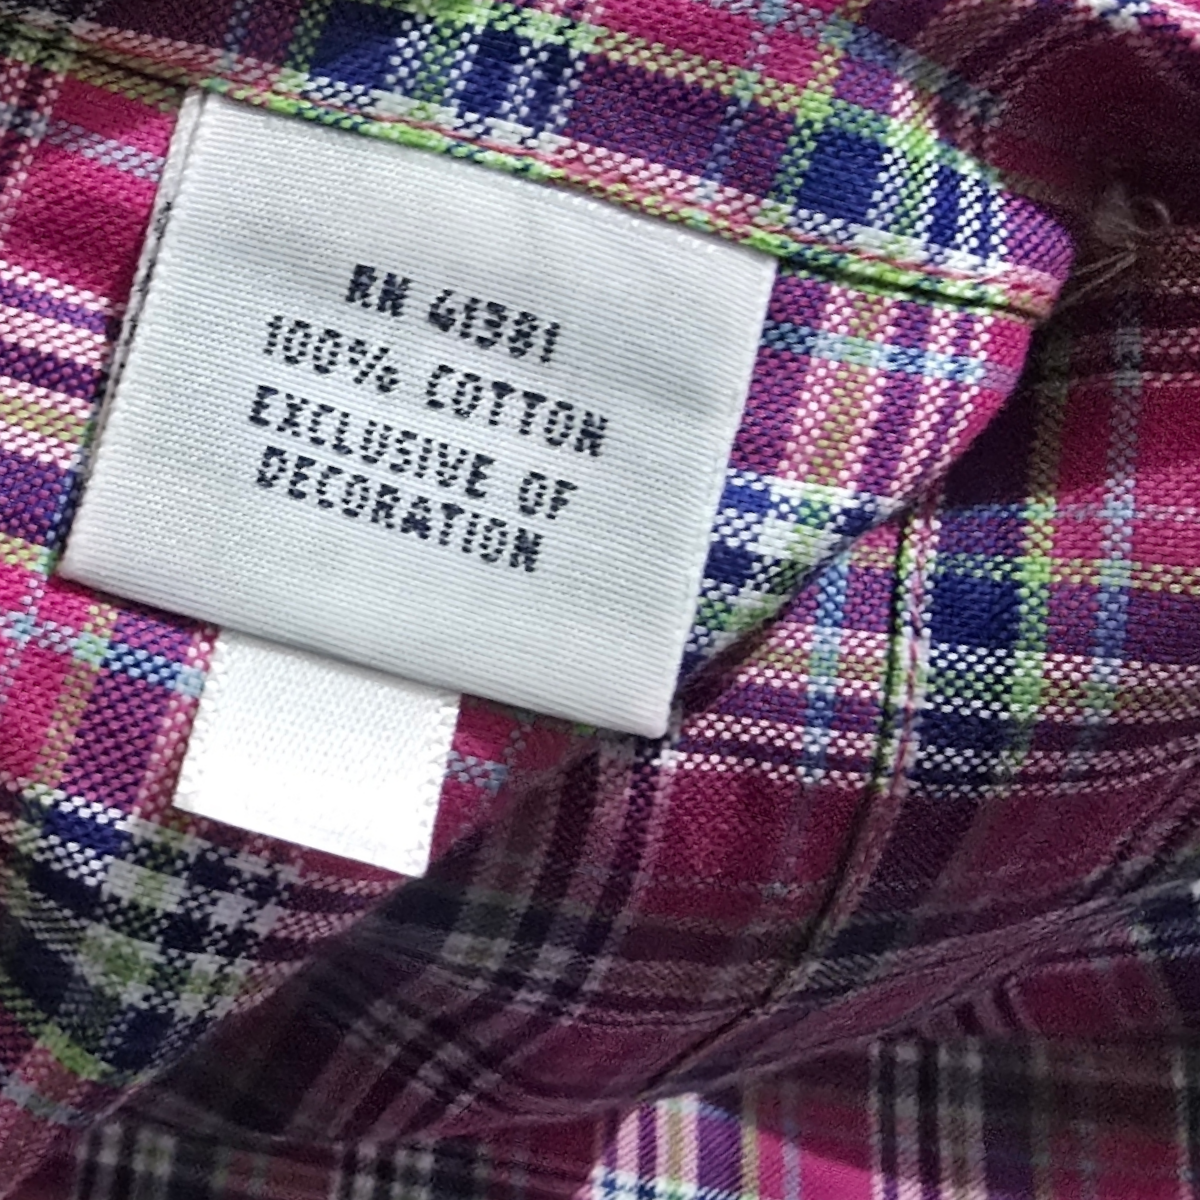 RN 41381
100% COTTON
EXCLUSIVE OF
DECORATION